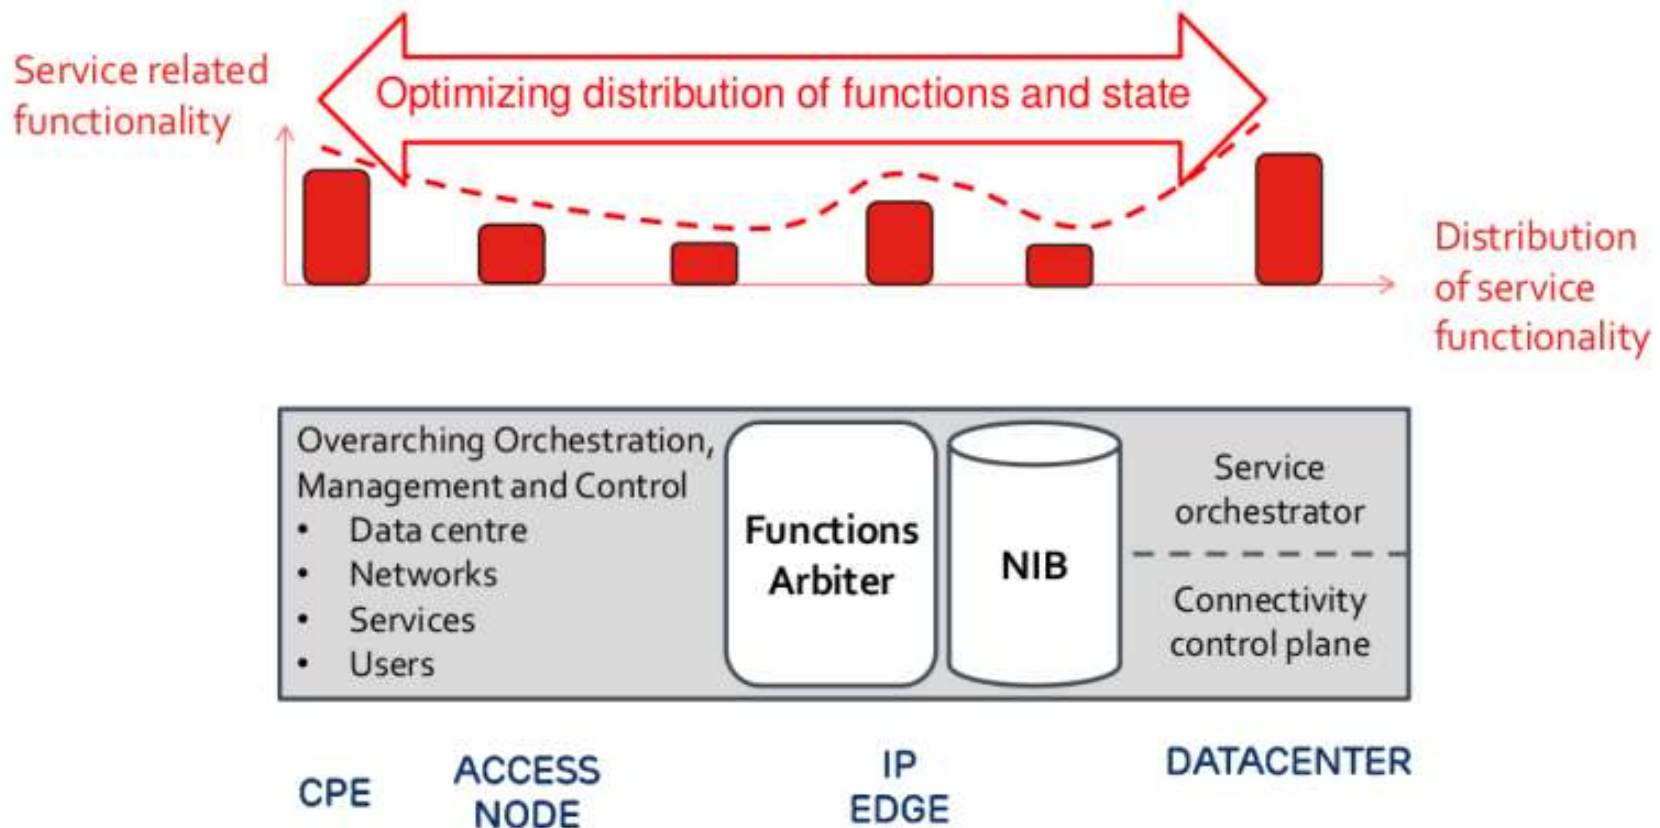 Service related
functionality
Optimizing distribution of functions and state
Distribution
of service
functionality
Overarching Orchestration,
Management and Control
• Data centre
• Networks
• Services
• Users
Functions
Arbiter
NIB
Service
orchestrator
Connectivity
control plane
CPE
ACCESS
NODE
IP
EDGE
DATACENTER